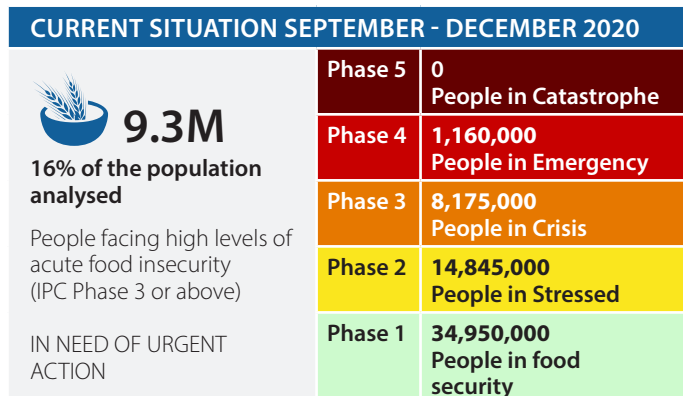 CURRENT SITUATION SEPTEMBER - DECEMBER 2020
9.3M
16% of the population
analysed
People facing high levels of
acute food insecurity
(IPC Phase 3 or above)
IN NEED OF URGENT
ACTION
Phase 5
0
People in Catastrophe
Phase 4
1,160,000
People in Emergency
Phase 3
8,175,000
People in Crisis
Phase 2
14,845,000
People in Stressed
Phase 1
34,950,000
People in food
security